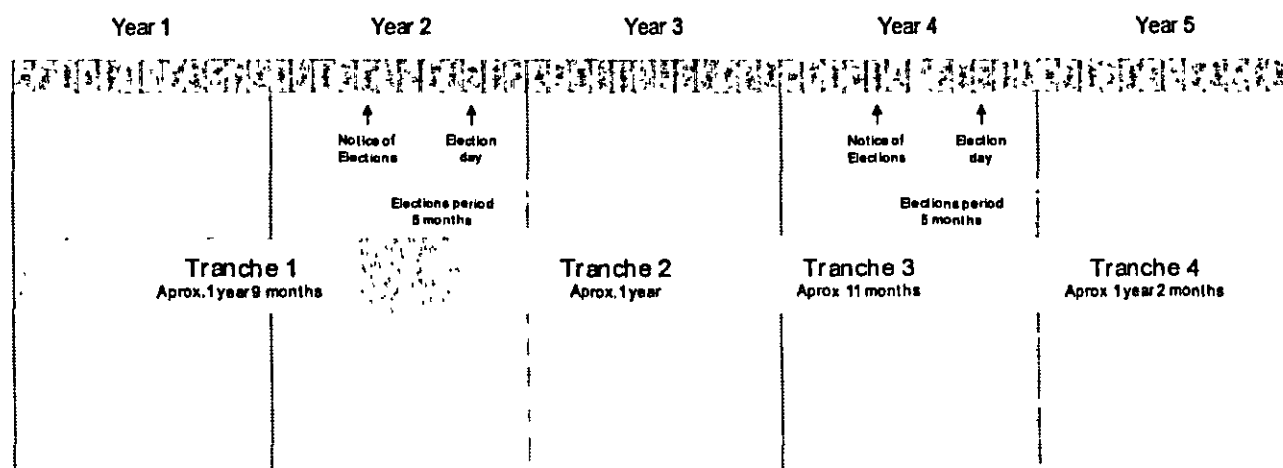 Year 1 Year 2 Year 3 Year 4 Year 5
Notice of Elections
Election day
Notice of Elections
Election day
Elections period
5 months
Elections period
5 months
Tranche 1
Aprox. 1 year 9 months
Tranche 2
Aprox. 1 year
Tranche 3
Aprox 11 months
Tranche 4
Aprox 1 year 2 months